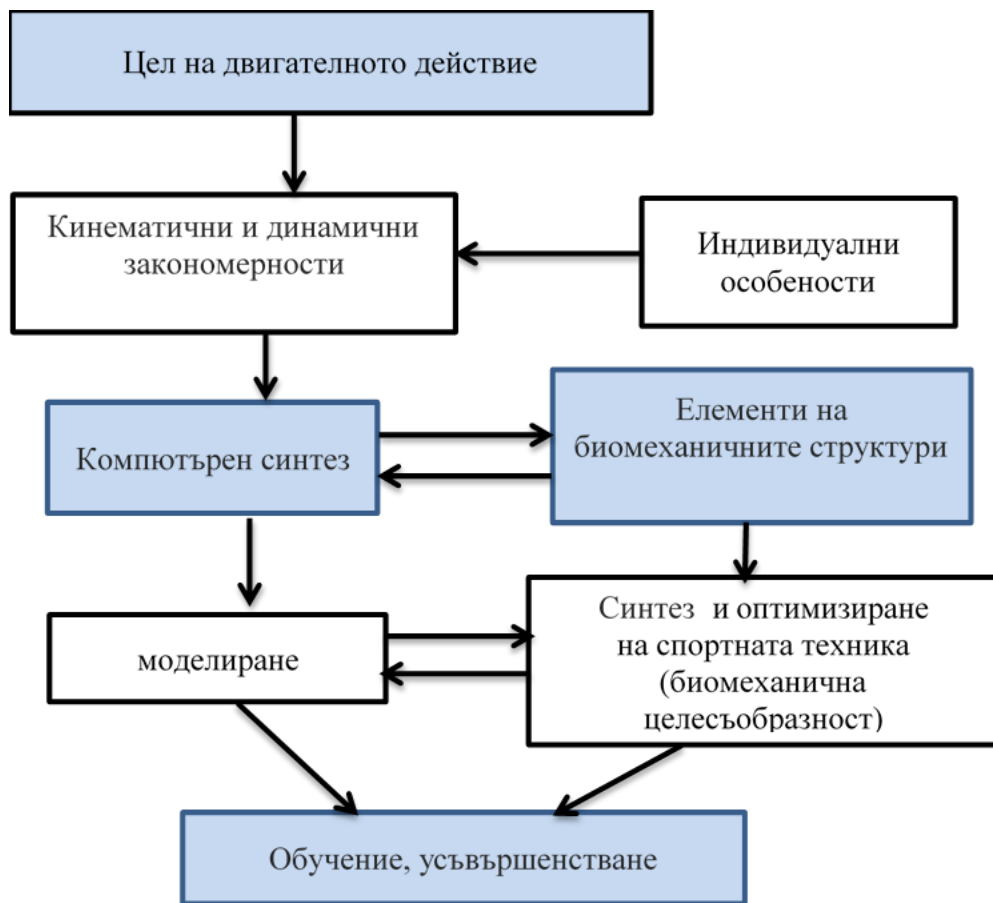 Цел на двигателното действие
Кинематични и динамични
закономерности
Индивидуални
особености
Елементи на
биомеханичните структури
Компютърен синтез
Синтез и оптимизиране
на спортната техника
(биомеханична
целесъобразност)
моделиране
Обучение, усъвършенстване